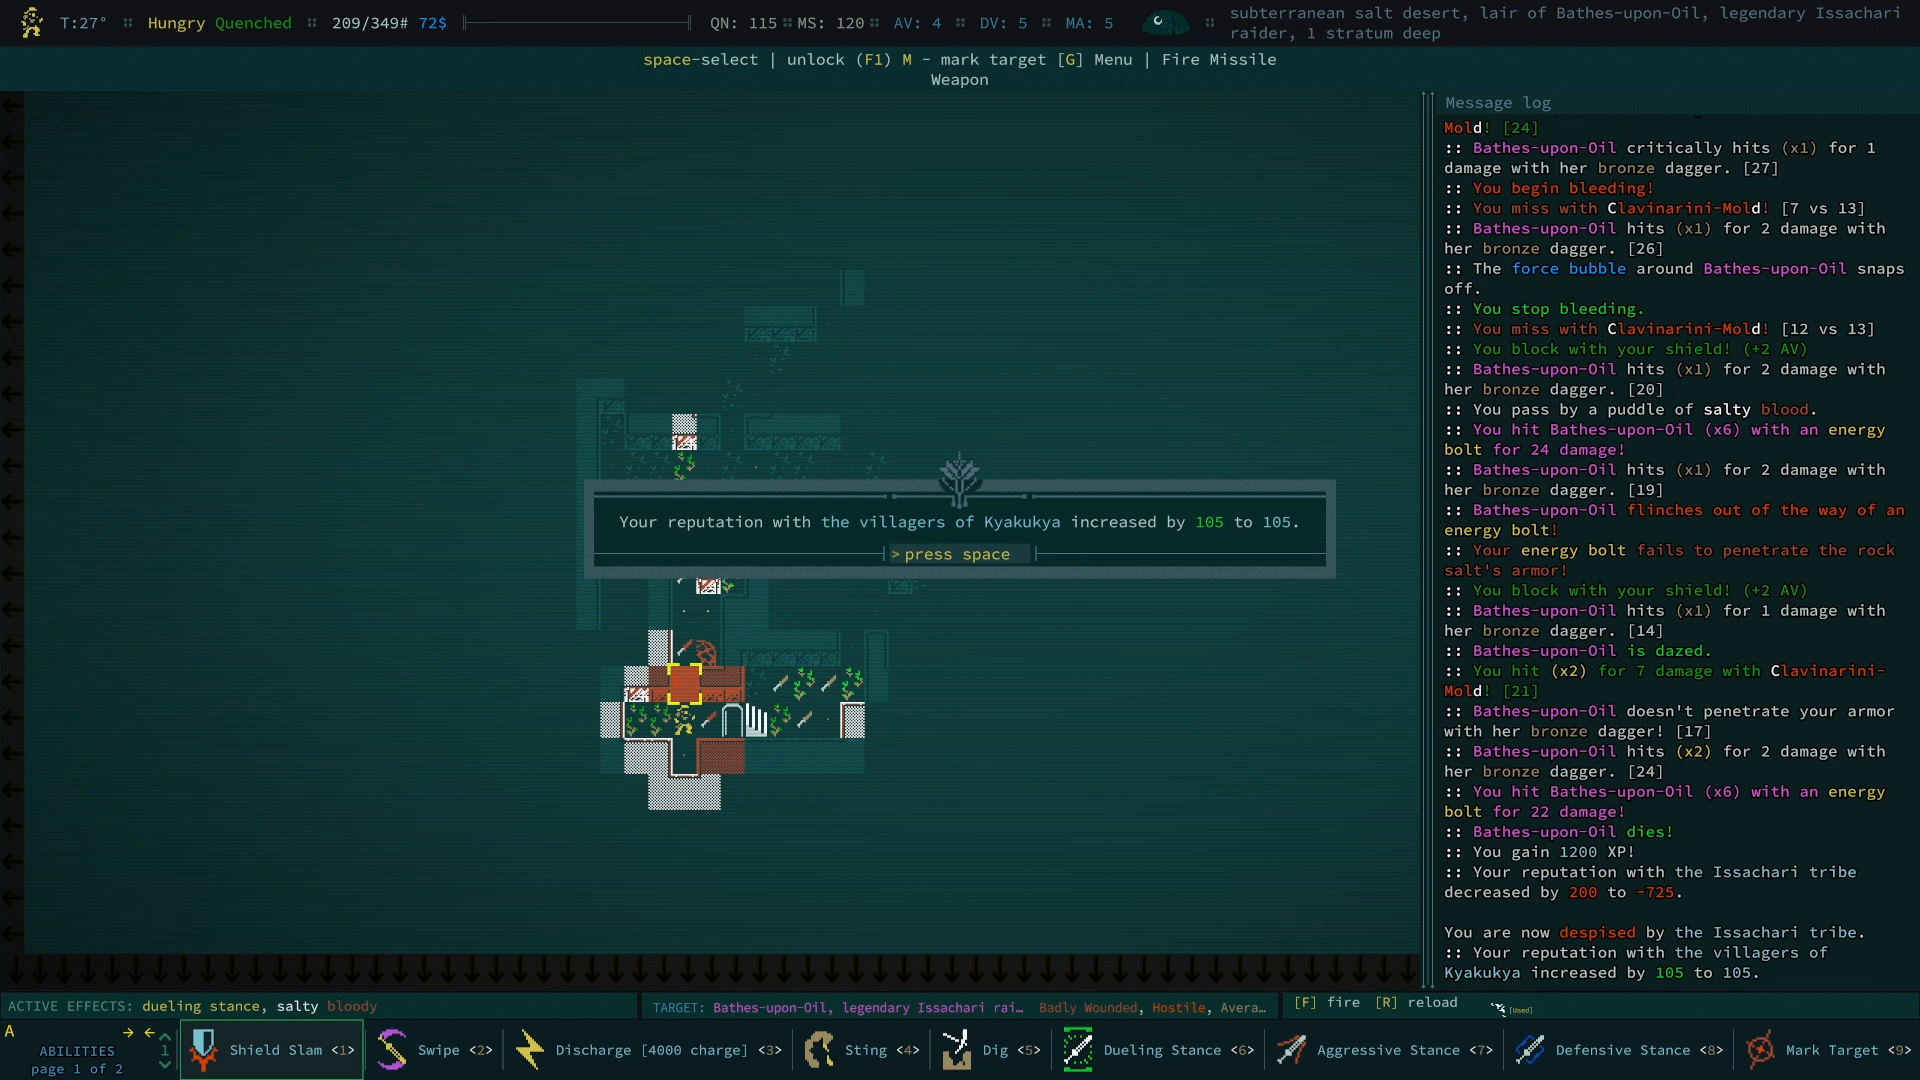 T:27° :: Hungry Quenched :: 209/349# 72$ QN: 115 :: MS: 120 :: AV: 4 :: DV: 5 :: MA: 5 :: subterranean salt desert, lair of Bathes-upon-Oil, legendary Issachari
raider, 1 stratum deep
space-select | unlock (F1) M - mark target [G] Menu | Fire Missile
Weapon
Message log
Mold! [24]
:: Bathes-upon-Oil critically hits (x1) for 1
damage with her bronze dagger. [27]
:: You begin bleeding!
:: You miss with Clavinarini-Mold! [7 vs 13]
:: Bathes-upon-Oil hits (x1) for 2 damage with
her bronze dagger. [26]
:: The force bubble around Bathes-upon-Oil snaps
off.
:: You stop bleeding.
:: You miss with Clavinarini-Mold! [12 vs 13]
:: You block with your shield! (+2 AV)
:: Bathes-upon-Oil hits (x1) for 2 damage with
her bronze dagger. [20]
:: You pass by a puddle of salty blood.
:: You hit Bathes-upon-Oil (x6) with an energy
bolt for 24 damage!
:: Bathes-upon-Oil hits (x1) for 2 damage with
her bronze dagger. [19]
:: Bathes-upon-Oil flinches out of the way of an
energy bolt!
:: Your energy bolt fails to penetrate the rock
salt's armor!
:: You block with your shield! (+2 AV)
:: Bathes-upon-Oil hits (x1) for 1 damage with
her bronze dagger. [14]
:: Bathes-upon-Oil is dazed.
:: You hit (x2) for 7 damage with Clavinarini-
Mold! [21]
:: Bathes-upon-Oil doesn't penetrate your armor
with her bronze dagger! [17]
:: Bathes-upon-Oil hits (x2) for 2 damage with
her bronze dagger. [24]
:: You hit Bathes-upon-Oil (x6) with an energy
bolt for 22 damage!
:: Bathes-upon-Oil dies!
:: You gain 1200 XP!
:: Your reputation with the Issachari tribe
decreased by 200 to -725.
You are now despised by the Issachari tribe.
:: Your reputation with the villagers of
Kyakukya increased by 105 to 105.
Your reputation with the villagers of Kyakukya increased by 105 to 105.
>press space
ACTIVE EFFECTS: dueling stance, salty bloody
TARGET: Bathes-upon-Oil, legendary Issachari rai… Badly Wounded, Hostile, Avera…
[F] fire [R] reload [Used]
A
ABILITIES
page 1 of 2
1
Shield Slam <1> Swipe <2> Discharge [4000 charge] <3> Sting <4> Dig <5> Dueling Stance <6> Aggressive Stance <7> Defensive Stance <8> Mark Target <9>